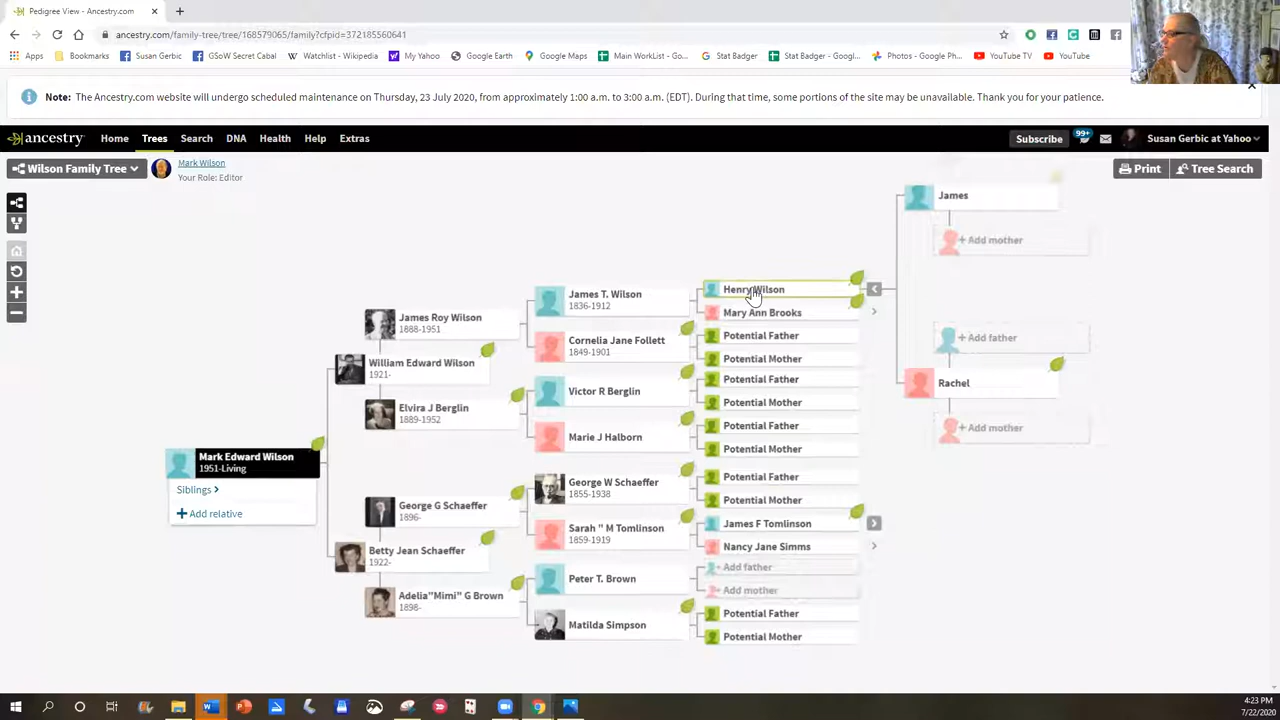 Pedigree View - Ancestry.com
ancestry.com/family-tree/tree/168579065/family?cfpid=372185560641
Apps Bookmarks Susan Gerbic GSoW Secret Cabal Watchlist - Wikipedia My Yahoo Google Earth Google Maps Main WorkList - Go... Stat Badger Stat Badger - Googl... Photos - Google Ph... YouTube TV YouTube
Note: The Ancestry.com website will undergo scheduled maintenance on Thursday, 23 July 2020, from approximately 1:00 a.m. to 3:00 a.m. (EDT). During that time, some portions of the site may be unavailable. Thank you for your patience.
ancestry Home Trees Search DNA Health Help Extras Subscribe 99+ Susan Gerbic at Yahoo
Wilson Family Tree
Mark Wilson
Your Role: Editor
Print
Tree Search
Mark Edward Wilson
1951-Living
Siblings
Add relative
William Edward Wilson
1921-
Betty Jean Schaeffer
1922-
James Roy Wilson
1888-1951
Elvira J Berglin
1889-1952
George G Schaeffer
1896-
Adelia"Mimi" G Brown
1898-
James T. Wilson
1836-1912
Cornelia Jane Follett
1849-1901
Victor R Berglin
Marie J Halborn
George W Schaeffer
1855-1938
Sarah " M Tomlinson
1859-1919
Peter T. Brown
Matilda Simpson
Henry Wilson
Mary Ann Brooks
Potential Father
Potential Mother
Potential Father
Potential Mother
Potential Father
Potential Mother
Potential Father
Potential Mother
James F Tomlinson
Nancy Jane Simms
Add father
Add mother
Potential Father
Potential Mother
James
+ Add mother
+ Add father
Rachel
+ Add mother
4:23 PM
7/22/2020